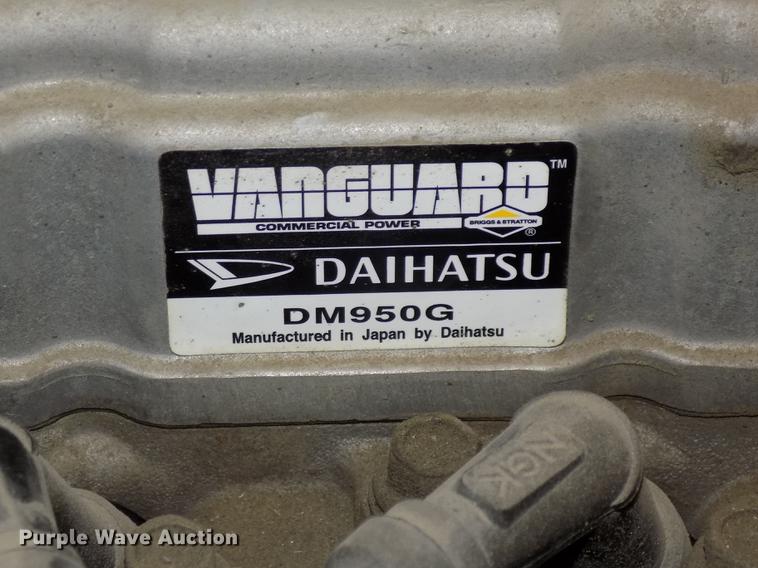 VANGUARD™
COMMERCIAL POWER
BRIGGS & STRATTON
®
DAIHATSU
DM950G
Manufactured in Japan by Daihatsu
NGK
Purple Wave Auction